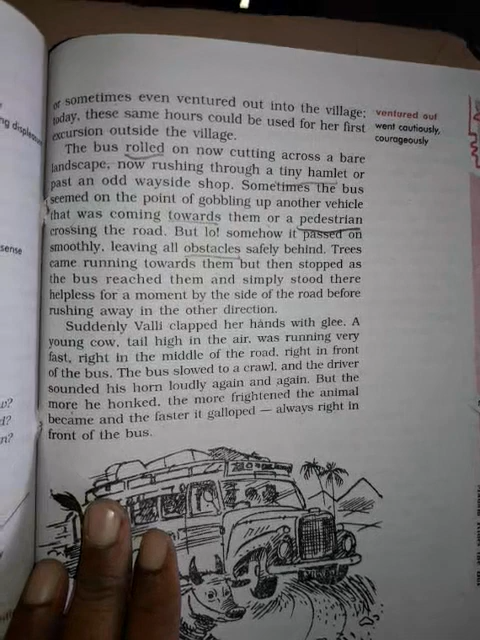 or sometimes even ventured out into the village;
today, these same hours could be used for her first
excursion outside the village.
The bus rolled on now cutting across a bare
landscape, now rushing through a tiny hamlet or
past an odd wayside shop. Sometimes the bus
seemed on the point of gobbling up another vehicle
that was coming towards them or a pedestrian
crossing the road. But lo! somehow it passed on
smoothly, leaving all obstacles safely behind. Trees
came running towards them but then stopped as
the bus reached them and simply stood there
helpless for a moment by the side of the road before
rushing away in the other direction.
Suddenly Valli clapped her hands with glee. A
young cow, tail high in the air, was running very
fast, right in the middle of the road, right in front
of the bus. The bus slowed to a crawl, and the driver
sounded his horn loudly again and again. But the
more he honked, the more frightened the animal
became and the faster it galloped — always right in
front of the bus.
ventured out
went cautiously,
courageously
sense